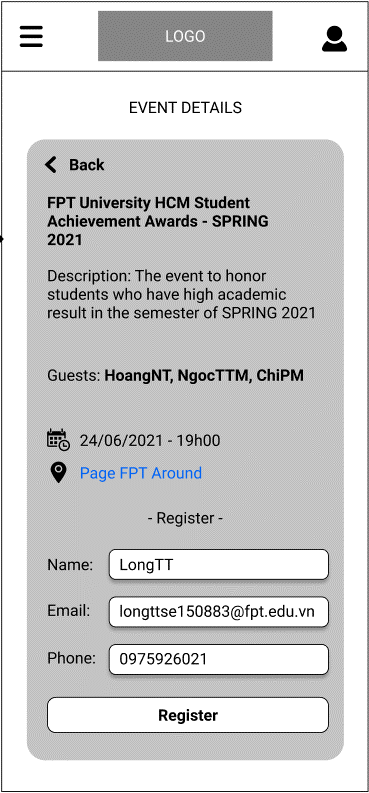 LOGO
EVENT DETAILS
Back
FPT University HCM Student
Achievement Awards - SPRING
2021
Description: The event to honor
students who have high academic
result in the semester of SPRING 2021
Guests: HoangNT, NgocTTM, ChiPM
24/06/2021 - 19h00
Page FPT Around
- Register -
Name: LongTT
Email: longttse150883@fpt.edu.vn
Phone: 0975926021
Register